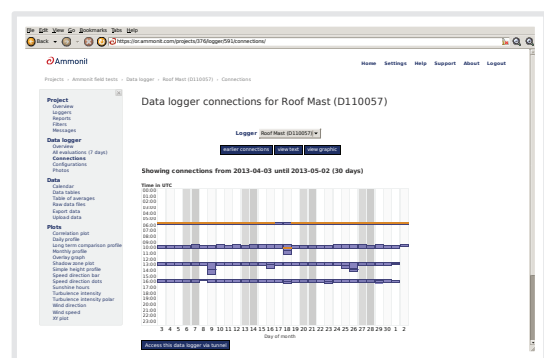 File Edit View Go Bookmarks Tabs Help
Back
https://or.ammonit.com/projects/376/logger/591/connections/
Ammonit
Home Settings Help Support About Logout
Projects › Ammonit field tests › Data logger › Roof Mast (D110057) › Connections
Project
Overview
Loggers
Reports
Filters
Messages
Data logger
Overview
All evaluations (7 days)
Connections
Configurations
Photos
Data
Calendar
Data tables
Table of averages
Raw data files
Export data
Upload data
Plots
Correlation plot
Daily profile
Long term comparison profile
Monthly profile
Overlay graph
Shadow zone plot
Simple height profile
Speed direction bar
Speed direction dots
Sunshine hours
Turbulence intensity
Turbulence intensity polar
Wind direction
Wind speed
XY plot
Data logger connections for Roof Mast (D110057)
Logger Roof Mast (D110057)
earlier connections view text view graphic
Showing connections from 2013-04-03 until 2013-05-02 (30 days)
Time in UTC
00:00
01:00
02:00
03:00
04:00
05:00
06:00
07:00
08:00
09:00
10:00
11:00
12:00
13:00
14:00
15:00
16:00
17:00
18:00
19:00
20:00
21:00
22:00
23:00
3 4 5 6 7 8 9 10 11 12 13 14 15 16 17 18 19 20 21 22 23 24 25 26 27 28 29 30 1 2
Day of month
Access this data logger via tunnel